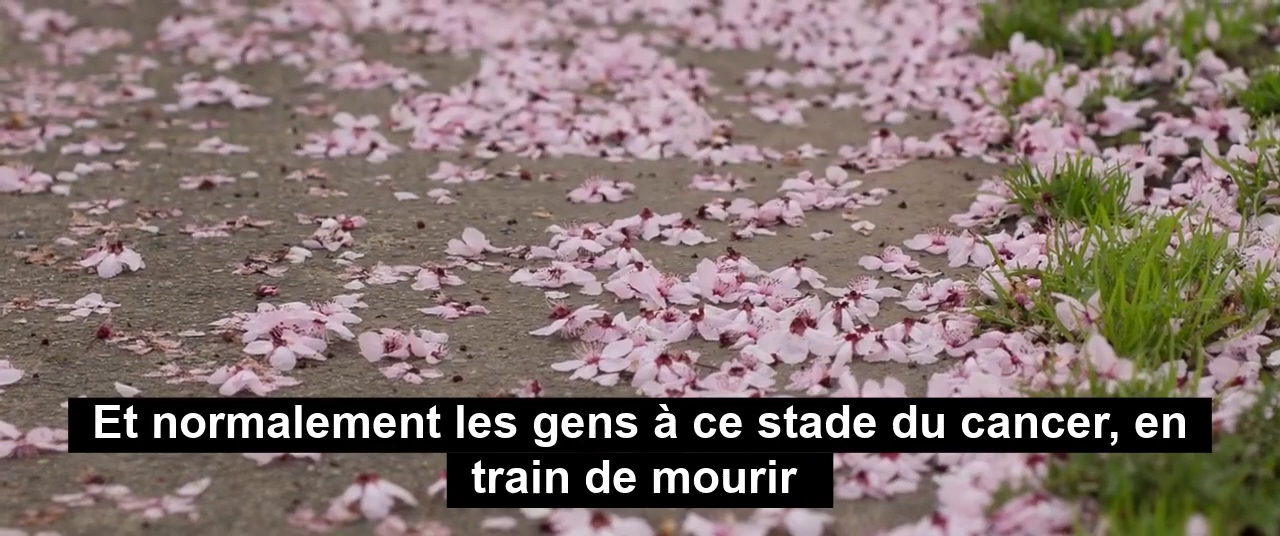 Et normalement les gens à ce stade du cancer, en
train de mourir